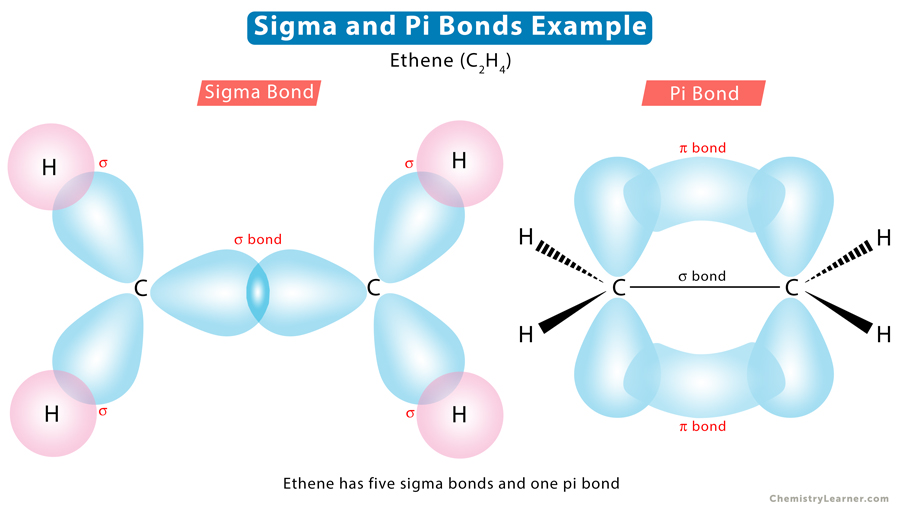 Sigma and Pi Bonds Example
Ethene (C₂H₄)
Sigma Bond
H
σ
σ
H
σ bond
C
C
H
σ
σ
H
Pi Bond
π bond
H
H
C
σ bond
C
H
H
π bond
Ethene has five sigma bonds and one pi bond
ChemistryLearner.com